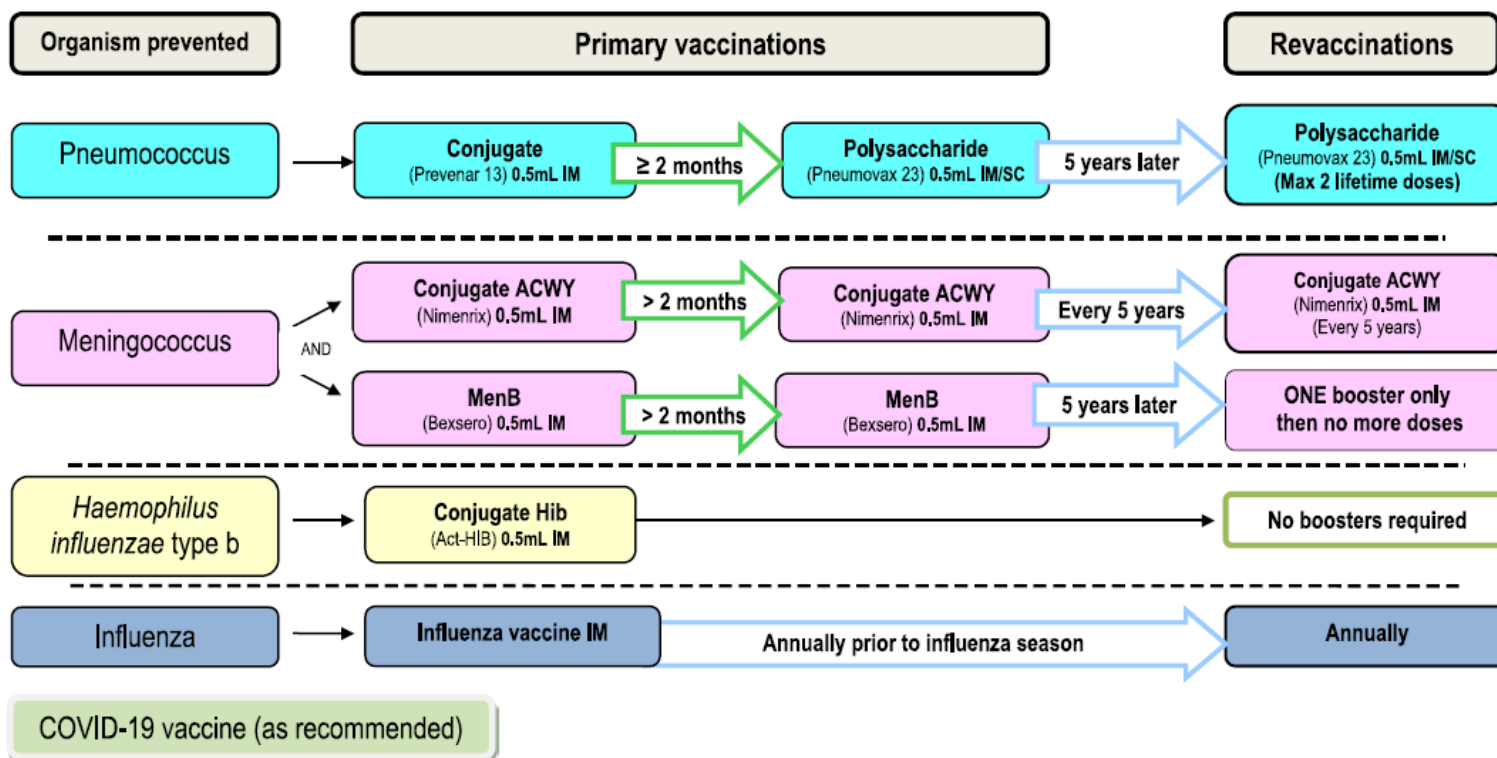 Organism prevented
Primary vaccinations
Revaccinations
Pneumococcus
Conjugate
(Prevenar 13) 0.5mL IM
≥ 2 months
Polysaccharide
(Pneumovax 23) 0.5mL IM/SC
5 years later
Polysaccharide
(Pneumovax 23) 0.5mL IM/SC
(Max 2 lifetime doses)
Meningococcus
AND
Conjugate ACWY
(Nimenrix) 0.5mL IM
> 2 months
Conjugate ACWY
(Nimenrix) 0.5mL IM
Every 5 years
Conjugate ACWY
(Nimenrix) 0.5mL IM
(Every 5 years)
MenB
(Bexsero) 0.5mL IM
> 2 months
MenB
(Bexsero) 0.5mL IM
5 years later
ONE booster only
then no more doses
Haemophilus
influenzae type b
Conjugate Hib
(Act-HIB) 0.5mL IM
No boosters required
Influenza
Influenza vaccine IM
Annually prior to influenza season
Annually
COVID-19 vaccine (as recommended)